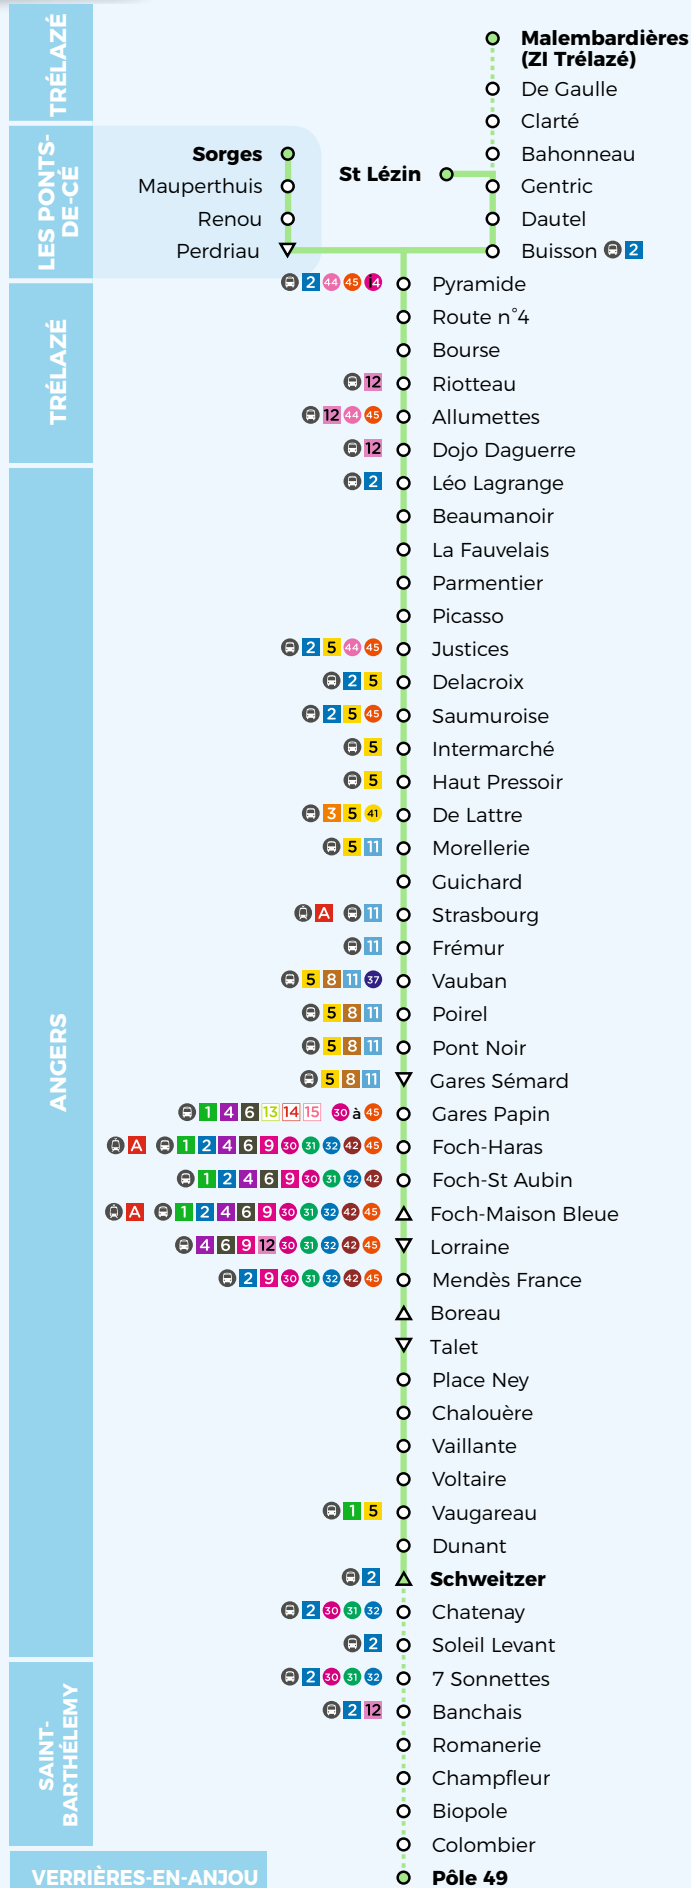 TRÉLAZÉ
Malembardières
(ZI Trélazé)
De Gaulle
Clarté
LES PONTS-
DE-CÉ
Sorges
Mauperthuis
Renou
Perdriau
St Lézin
Bahonneau
Gentric
Dautel
Buisson 2
TRÉLAZÉ
2 44 45 i4 Pyramide
Route n°4
Bourse
12 Riotteau
12 44 45 Allumettes
12 Dojo Daguerre
ANGERS
2 Léo Lagrange
Beaumanoir
La Fauvelais
Parmentier
Picasso
2 5 44 45 Justices
2 5 Delacroix
2 5 45 Saumuroise
5 Intermarché
5 Haut Pressoir
3 5 41 De Lattre
5 11 Morellerie
Guichard
A 11 Strasbourg
11 Frémur
5 8 11 37 Vauban
5 8 11 Poirel
5 8 11 Pont Noir
5 8 11 Gares Sémard
1 4 6 13 14 15 30 à 45 Gares Papin
A 1 2 4 6 9 30 31 32 42 45 Foch-Haras
1 2 4 6 9 30 31 32 42 Foch-St Aubin
A 1 2 4 6 9 30 31 32 42 45 Foch-Maison Bleue
4 6 9 12 30 31 32 42 45 Lorraine
2 9 30 31 32 42 45 Mendès France
Boreau
Talet
Place Ney
Chalouère
Vaillante
Voltaire
1 5 Vaugareau
Dunant
2 Schweitzer
2 30 31 32 Chatenay
2 Soleil Levant
SAINT-
BARTHÉLEMY
2 30 31 32 7 Sonnettes
2 12 Banchais
Romanerie
Champfleur
Biopole
Colombier
VERRIÈRES-EN-ANJOU
Pôle 49